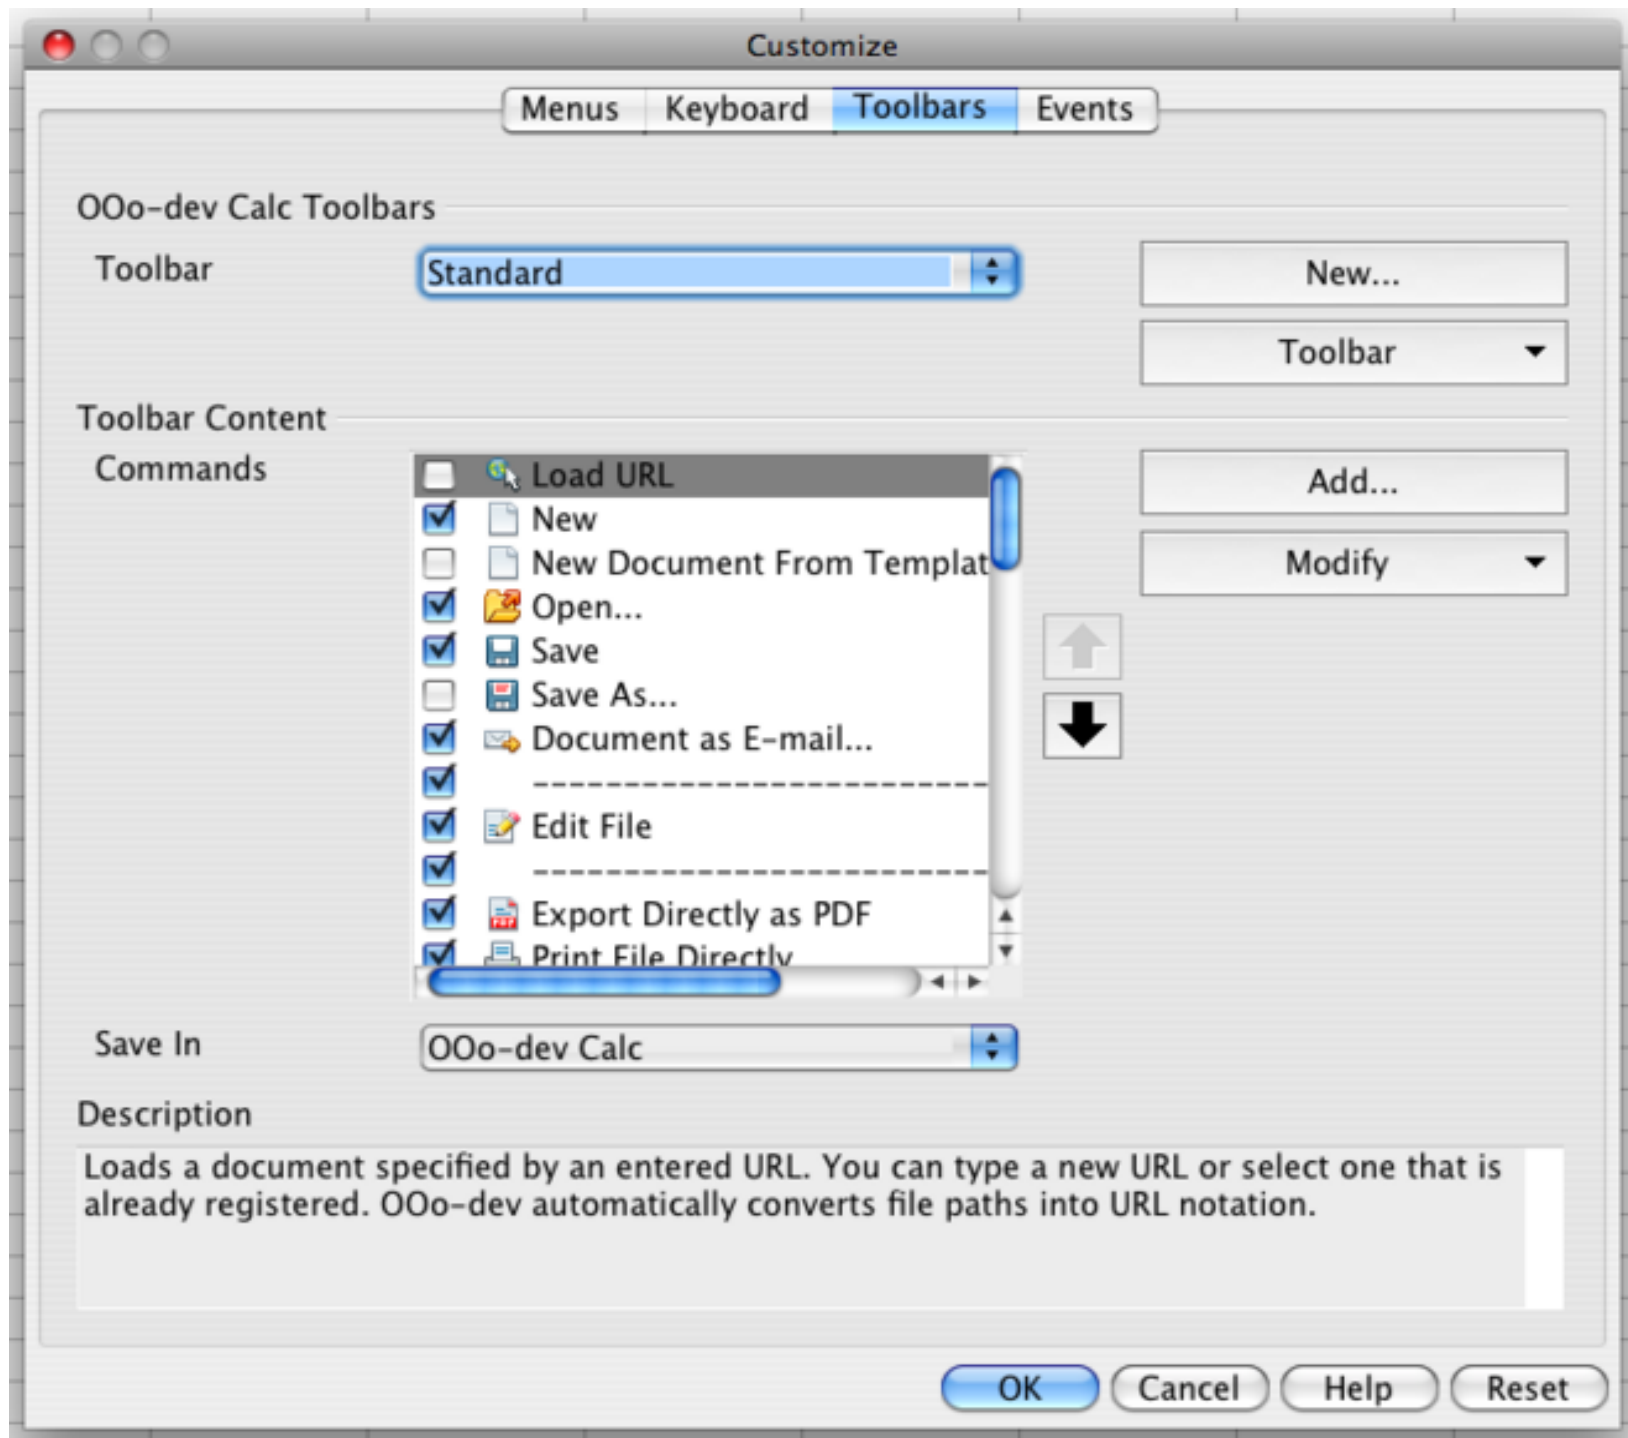 Customize
Menus Keyboard Toolbars Events
OOo-dev Calc Toolbars
Toolbar Standard New...
Toolbar
Toolbar Content
Commands Load URL Add...
New
New Document From Templat Modify
Open...
Save
Save As...
Document as E-mail...
--------------------------
Edit File
--------------------------
Export Directly as PDF
Print File Directly
Save In OOo-dev Calc
Description
Loads a document specified by an entered URL. You can type a new URL or select one that is
already registered. OOo-dev automatically converts file paths into URL notation.
OK Cancel Help Reset